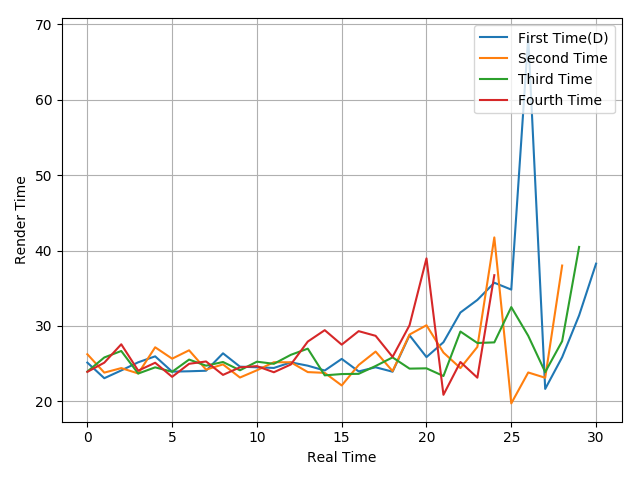 70
60
50
40
30
20
Render Time
0 5 10 15 20 25 30
Real Time
First Time(D)
Second Time
Third Time
Fourth Time